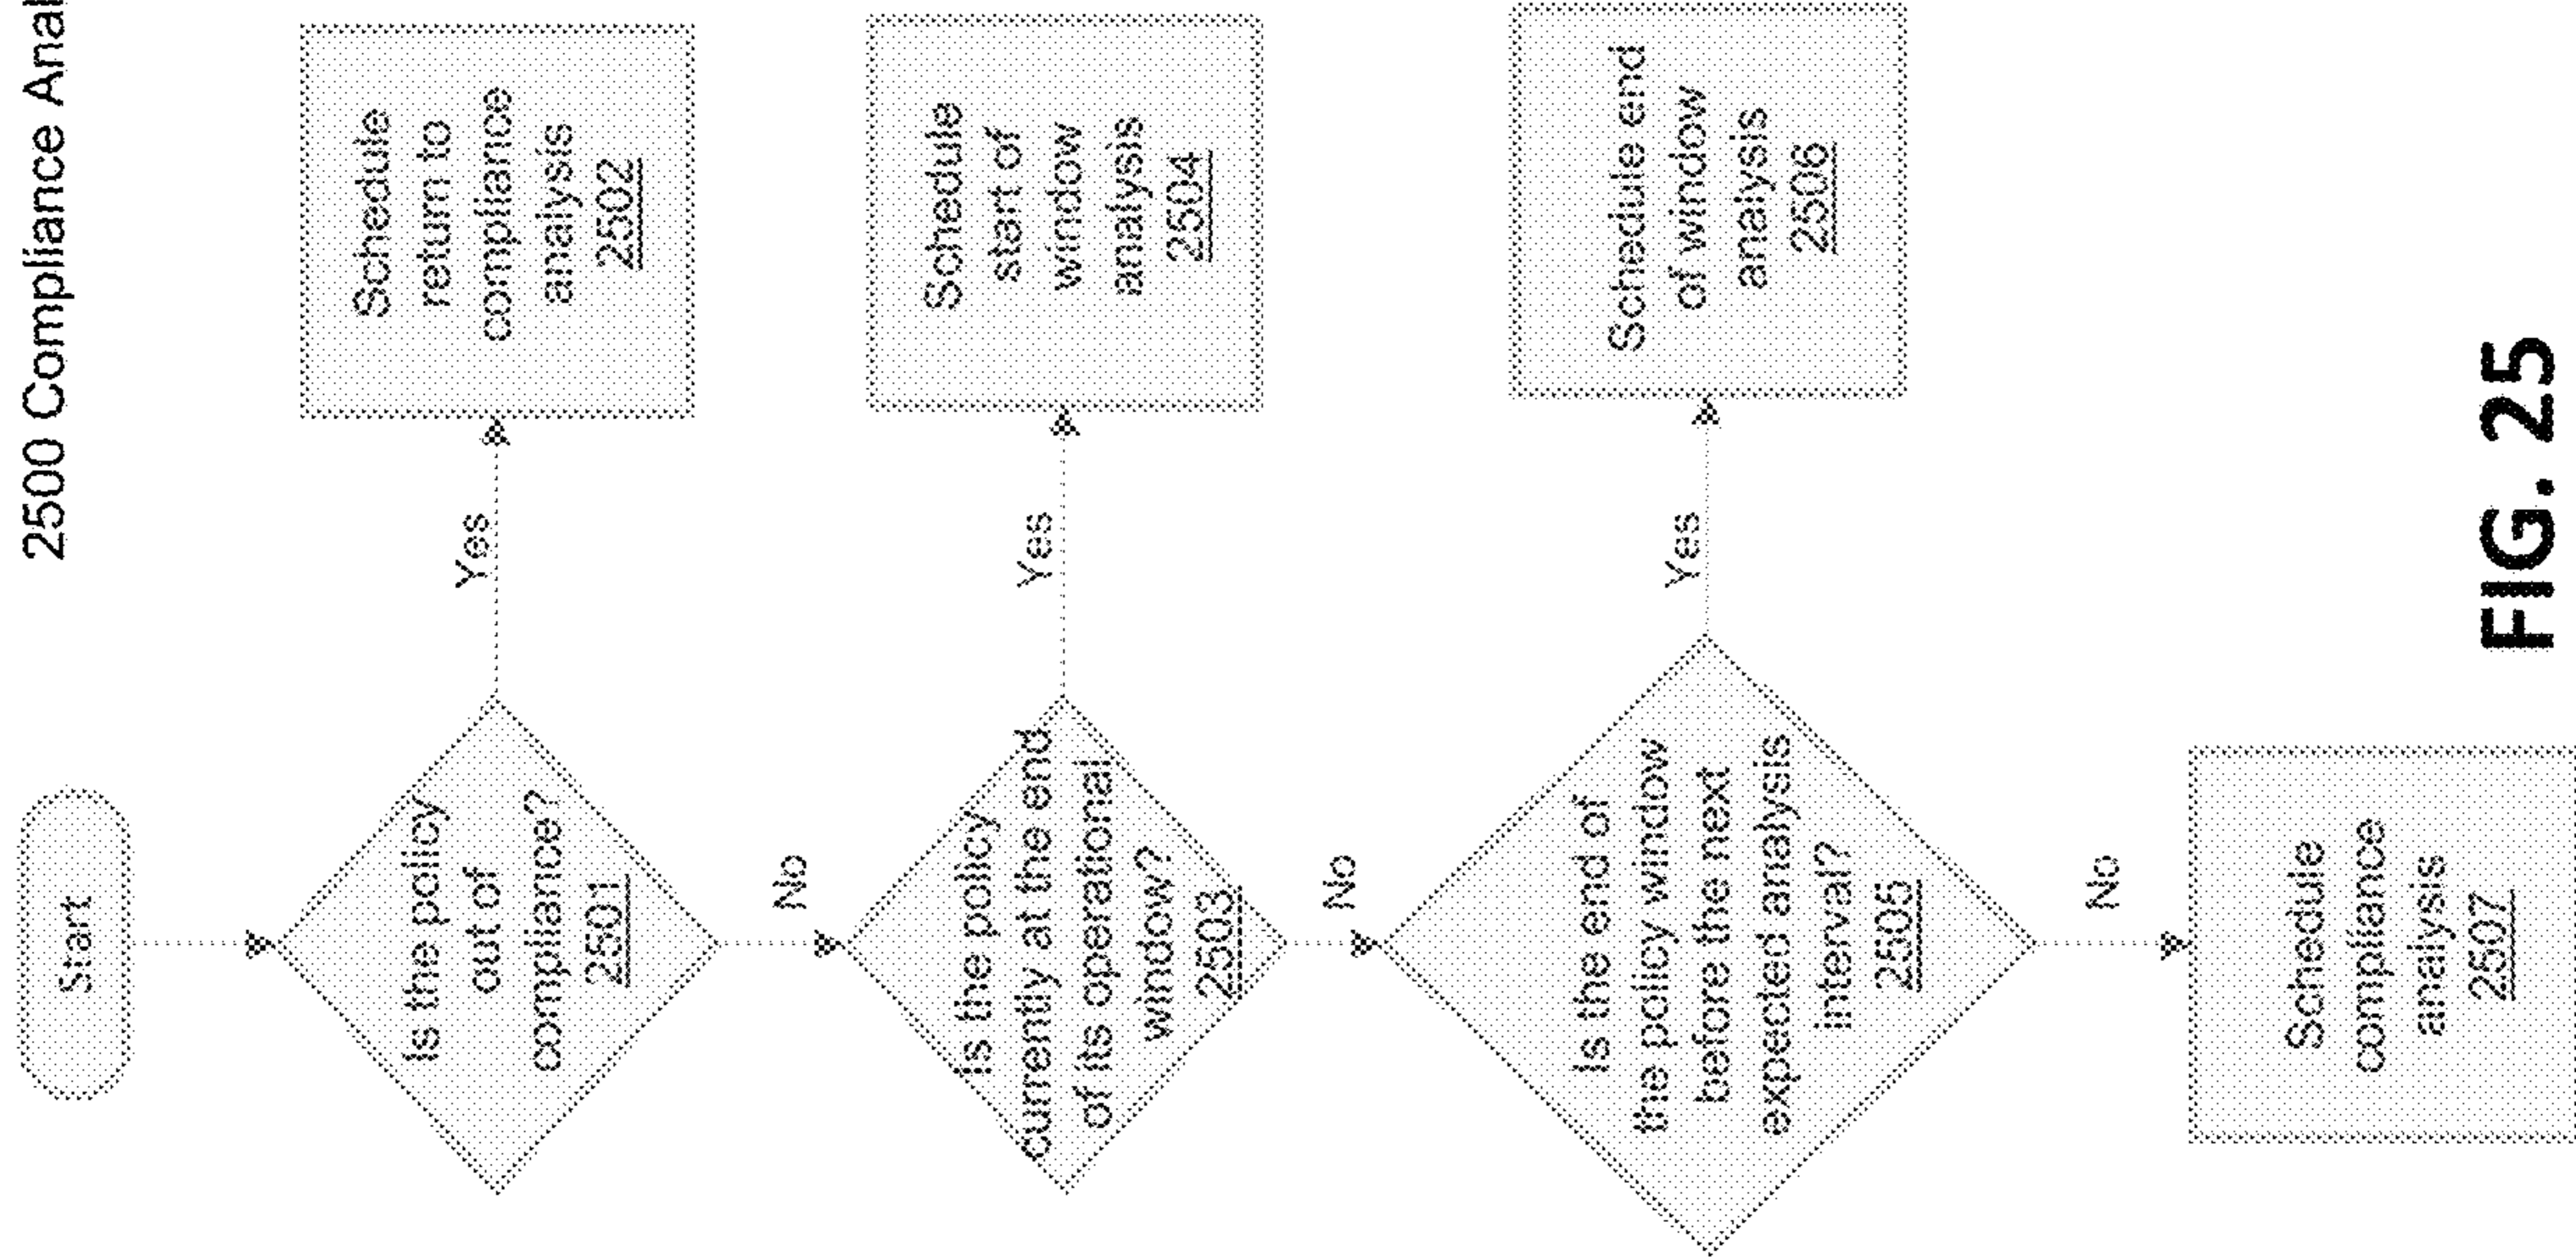 2500 Compliance
Start
Is the policy
out of
compliance?
2501
Yes
Schedule
return to
compliance
analysis
2502
No
Is the policy
currently at the end
of its operational
window?
2503
Yes
Schedule
start of
window
analysis
2504
No
Is the end of
the policy window
before the next
expected analysis
interval?
2505
Yes
Schedule end
of window
analysis
2506
No
Schedule
compliance
analysis
2507
FIG. 25